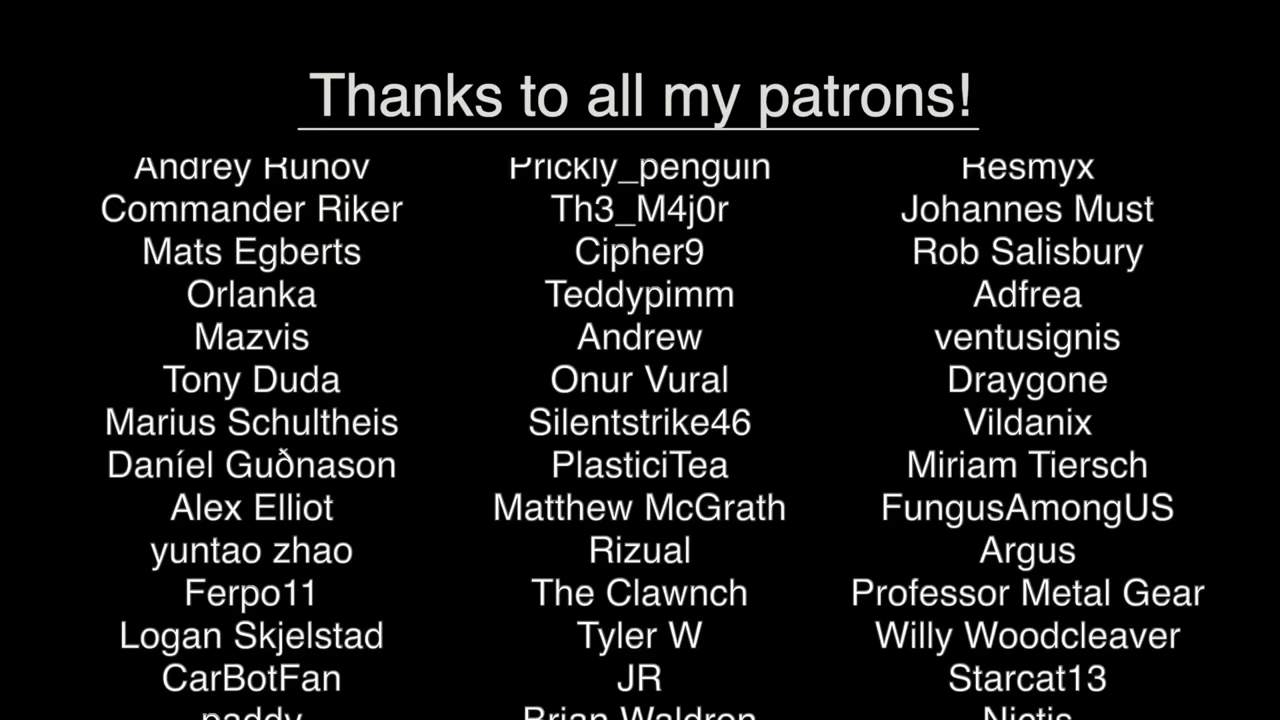 Thanks to all my patrons!
Andrey Runov Prickly_penguin Resmyx
Commander Riker Th3_M4j0r Johannes Must
Mats Egberts Cipher9 Rob Salisbury
Orlanka Teddypimm Adfrea
Mazvis Andrew ventusignis
Tony Duda Onur Vural Draygone
Marius Schultheis Silentstrike46 Vildanix
Daníel Guðnason PlasticiTea Miriam Tiersch
Alex Elliot Matthew McGrath FungusAmongUS
yuntao zhao Rizual Argus
Ferpo11 The Clawnch Professor Metal Gear
Logan Skjelstad Tyler W Willy Woodcleaver
CarBotFan JR Starcat13
paddy Brian Waldron